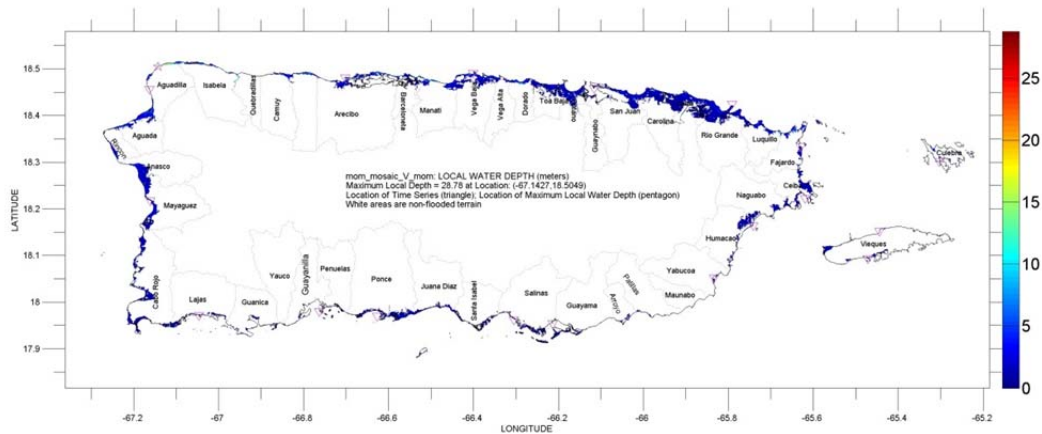 18.5
18.4
18.3
18.2
18.1
18
17.9
LATITUDE
Aguadilla
Isabela
Quebradillas
Camuy
Arecibo
Barceloneta
Manati
Vega Baja
Vega Alta
Dorado
Toa Baja
Guaynabo
San Juan
Carolina
Rio Grande
Luquillo
Fajardo
Ceiba
Culebra
Aguada
Rincon
Anasco
Mayaguez
Naguabo
Humacao
Vieques
mom_mosaic_V_mom: LOCAL WATER DEPTH (meters)
Maximum Local Depth = 28.78 at Location: (-67.1427,18.5049)
Location of Time Series (triangle); Location of Maximum Local Water Depth (pentagon)
White areas are non-flooded terrain
Cabo Rojo
Lajas
Guanica
Yauco
Guayanilla
Penuelas
Ponce
Juana Diaz
Santa Isabel
Salinas
Guayama
Arroyo
Patillas
Yabucoa
Maunabo
-67.2
-67
-66.8
-66.6
-66.4
-66.2
-66
-65.8
-65.6
-65.4
-65.2
LONGITUDE
25
20
15
10
5
0